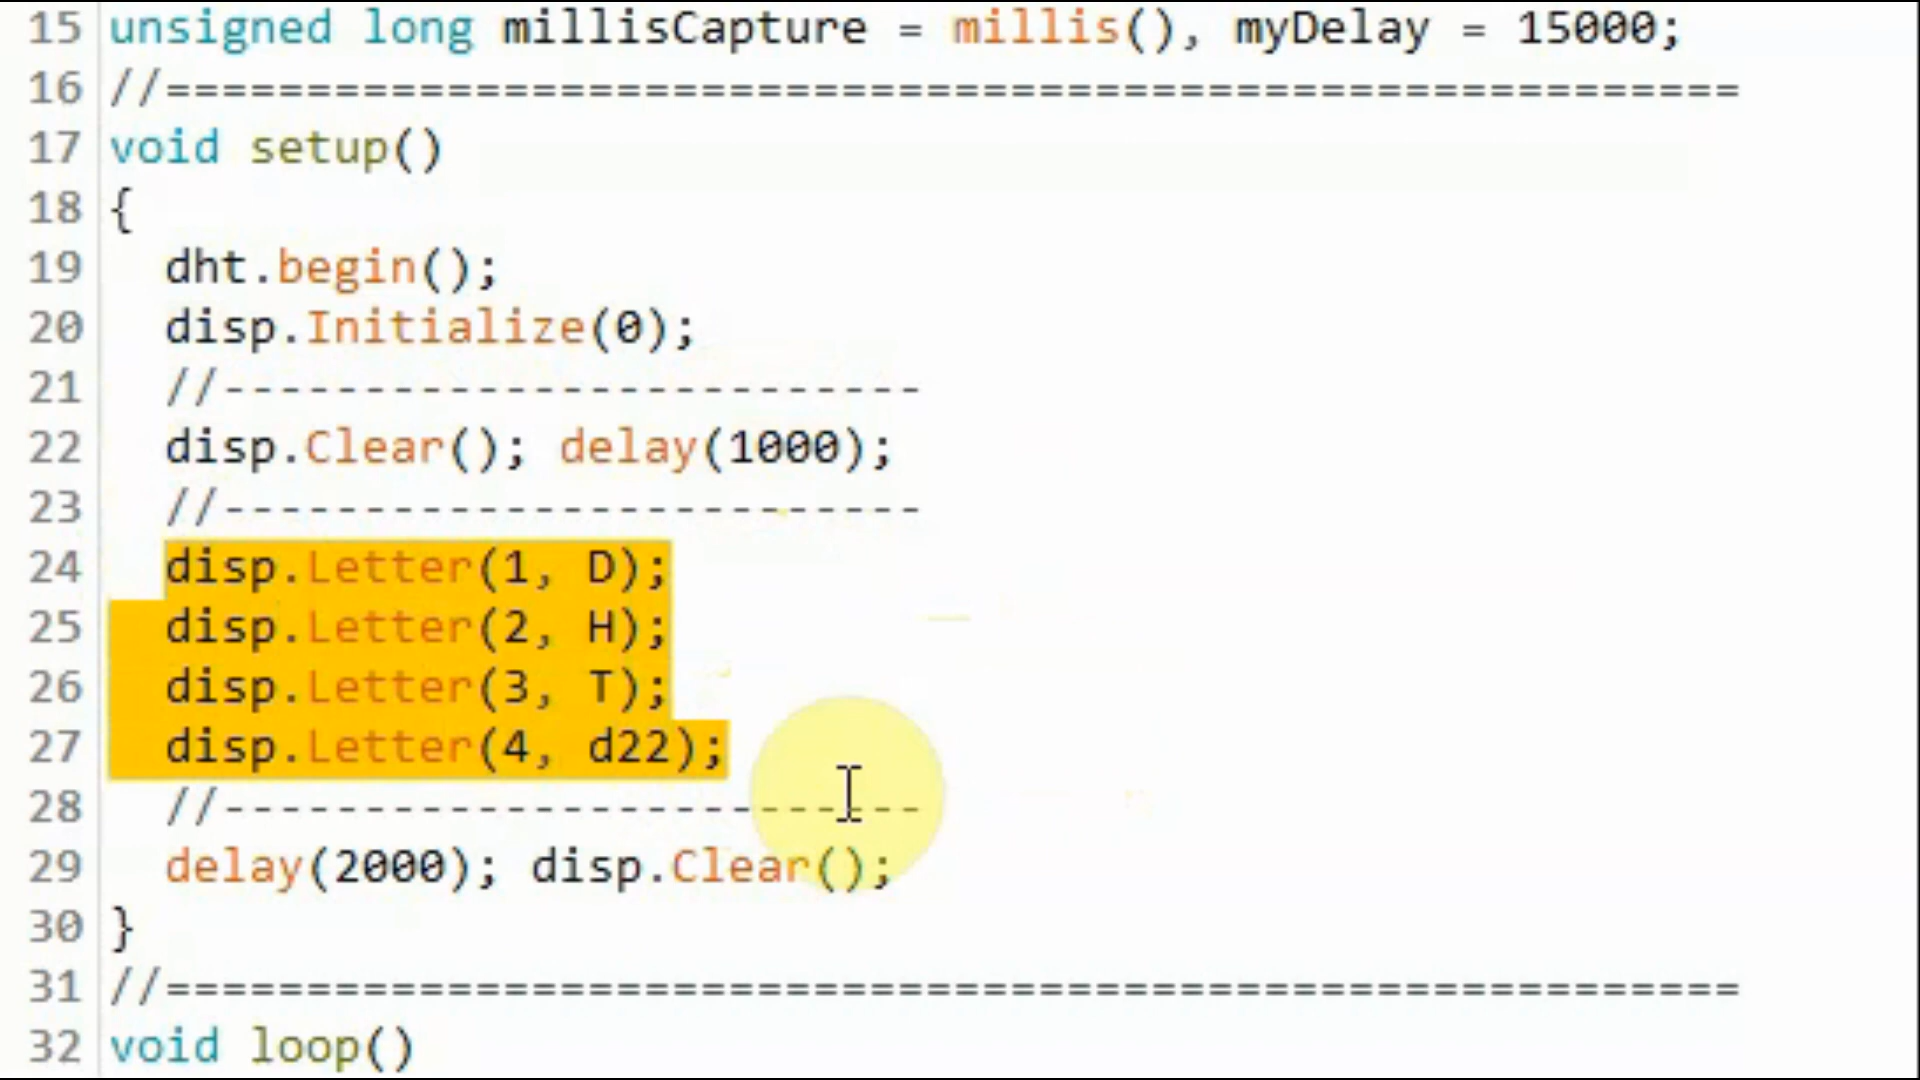 15 unsigned long millisCapture = millis(), myDelay = 15000;
16 //========================================================
17 void setup()
18 {
19 dht.begin();
20 disp.Initialize(0);
21 //-------------------------
22 disp.Clear(); delay(1000);
23 //-------------------------
24 disp.Letter(1, D);
25 disp.Letter(2, H);
26 disp.Letter(3, T);
27 disp.Letter(4, d22);
28 //-------------------------
29 delay(2000); disp.Clear();
30 }
31 //========================================================
32 void loop()